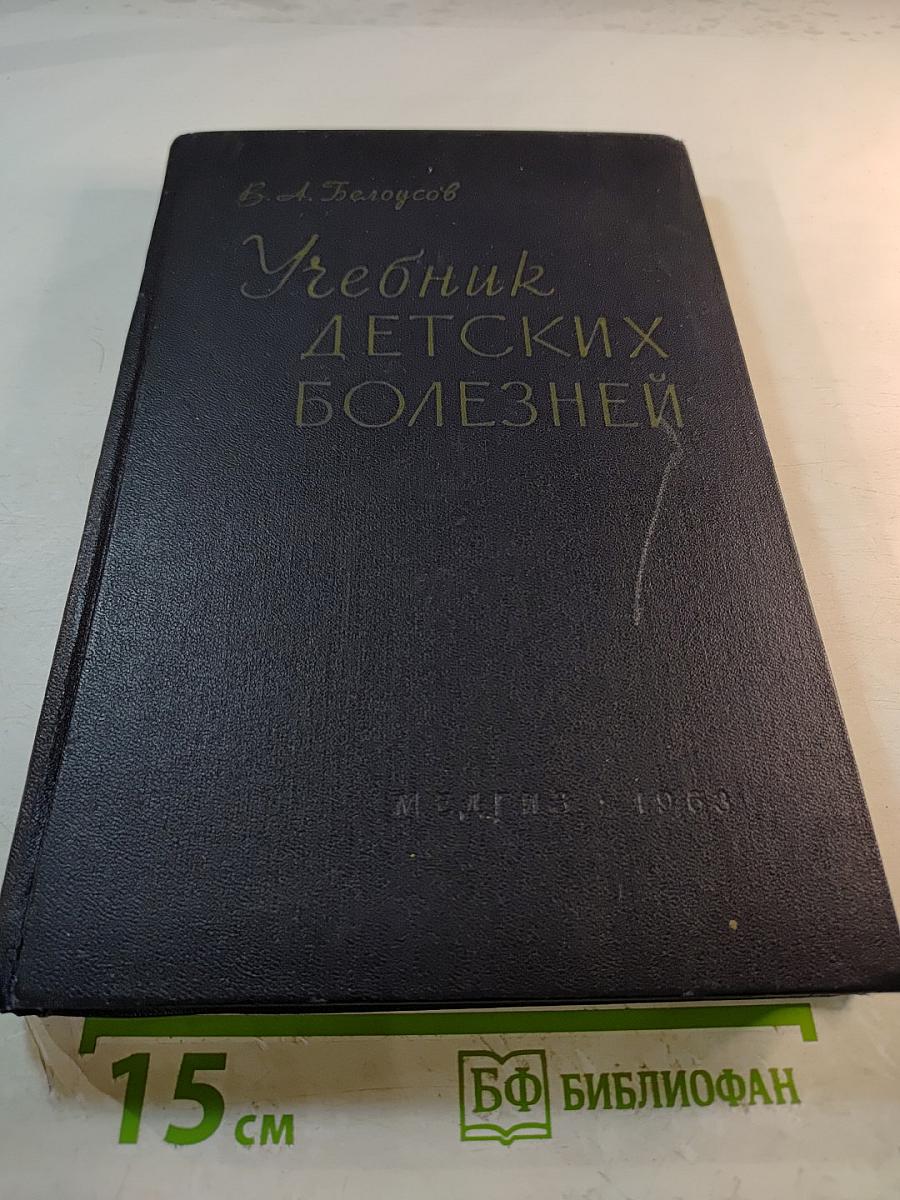 В. А. Белоусов
Учебник
ДЕТСКИХ
БОЛЕЗНЕЙ
МЕДГИЗ • 1963
15 см
БФ БИБЛИОФАН